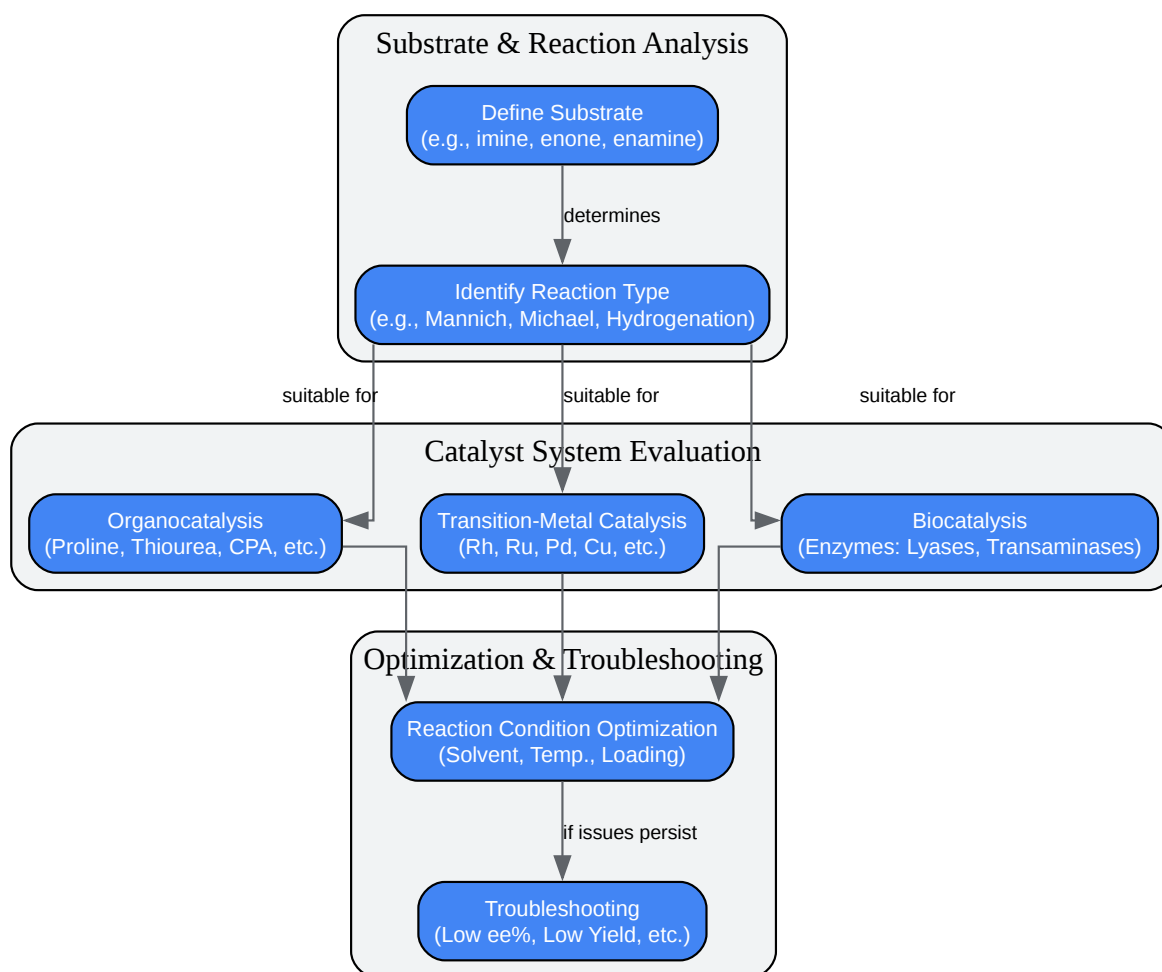 Substrate & Reaction Analysis
Define Substrate
(e.g., imine, enone, enamine)
determines
Identify Reaction Type
(e.g., Mannich, Michael, Hydrogenation)
suitable for
suitable for
suitable for
Catalyst System Evaluation
Organocatalysis
(Proline, Thiourea, CPA, etc.)
Transition-Metal Catalysis
(Rh, Ru, Pd, Cu, etc.)
Biocatalysis
(Enzymes: Lyases, Transaminases)
Optimization & Troubleshooting
Reaction Condition Optimization
(Solvent, Temp., Loading)
if issues persist
Troubleshooting
(Low ee%, Low Yield, etc.)